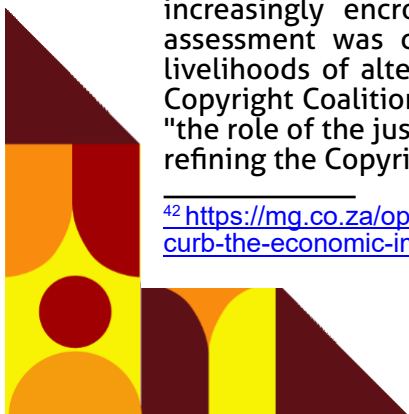 increasingly encro
assessment was c
livelihoods of alte
Copyright Coalition
"the role of the jus
refining the Copyri
42 https://mg.co.za/op
curb-the-economic-in